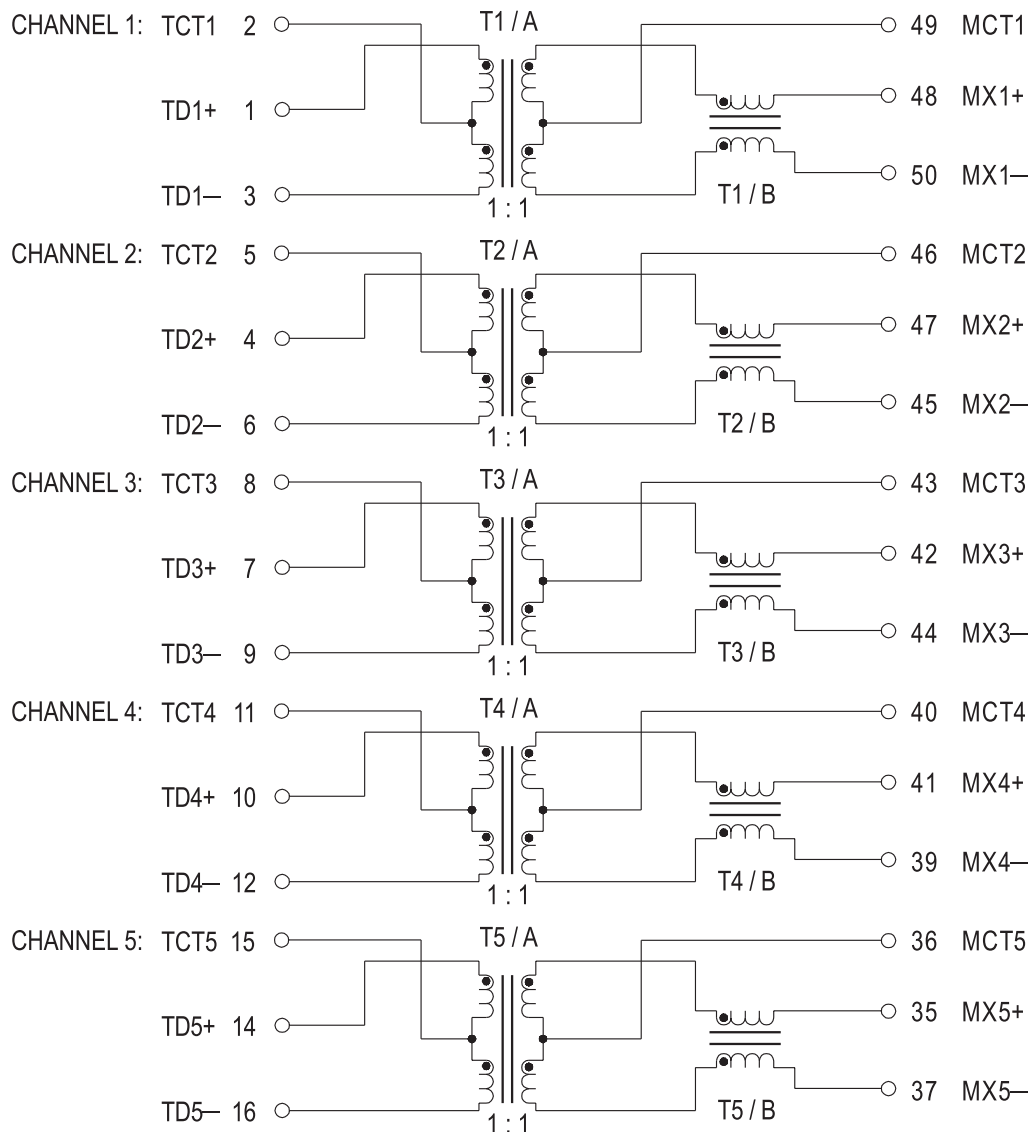 CHANNEL 1: TCT1 2 T1 / A 49 MCT1
TD1+ 1 48 MX1+
TD1— 3 50 MX1—
1 : 1 T1 / B
CHANNEL 2: TCT2 5 T2 / A 46 MCT2
TD2+ 4 47 MX2+
TD2— 6 45 MX2—
1 : 1 T2 / B
CHANNEL 3: TCT3 8 T3 / A 43 MCT3
TD3+ 7 42 MX3+
TD3— 9 44 MX3—
1 : 1 T3 / B
CHANNEL 4: TCT4 11 T4 / A 40 MCT4
TD4+ 10 41 MX4+
TD4— 12 39 MX4—
1 : 1 T4 / B
CHANNEL 5: TCT5 15 T5 / A 36 MCT5
TD5+ 14 35 MX5+
TD5— 16 37 MX5—
1 : 1 T5 / B